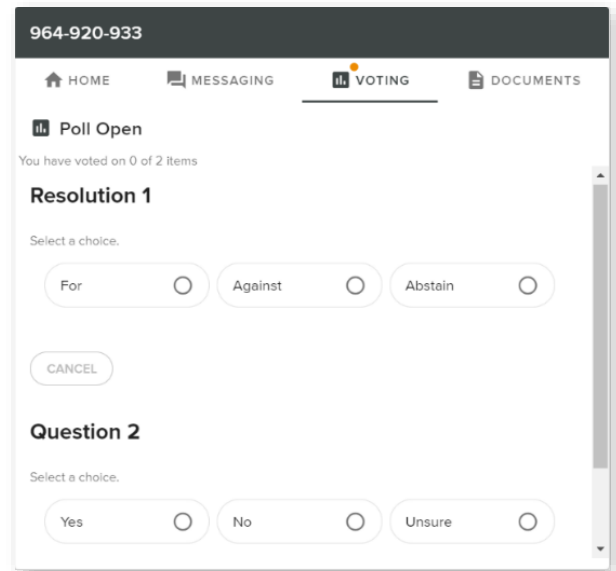 964-920-933
HOME MESSAGING VOTING DOCUMENTS
Poll Open
You have voted on 0 of 2 items
Resolution 1
Select a choice.
For Against Abstain
CANCEL
Question 2
Select a choice.
Yes No Unsure